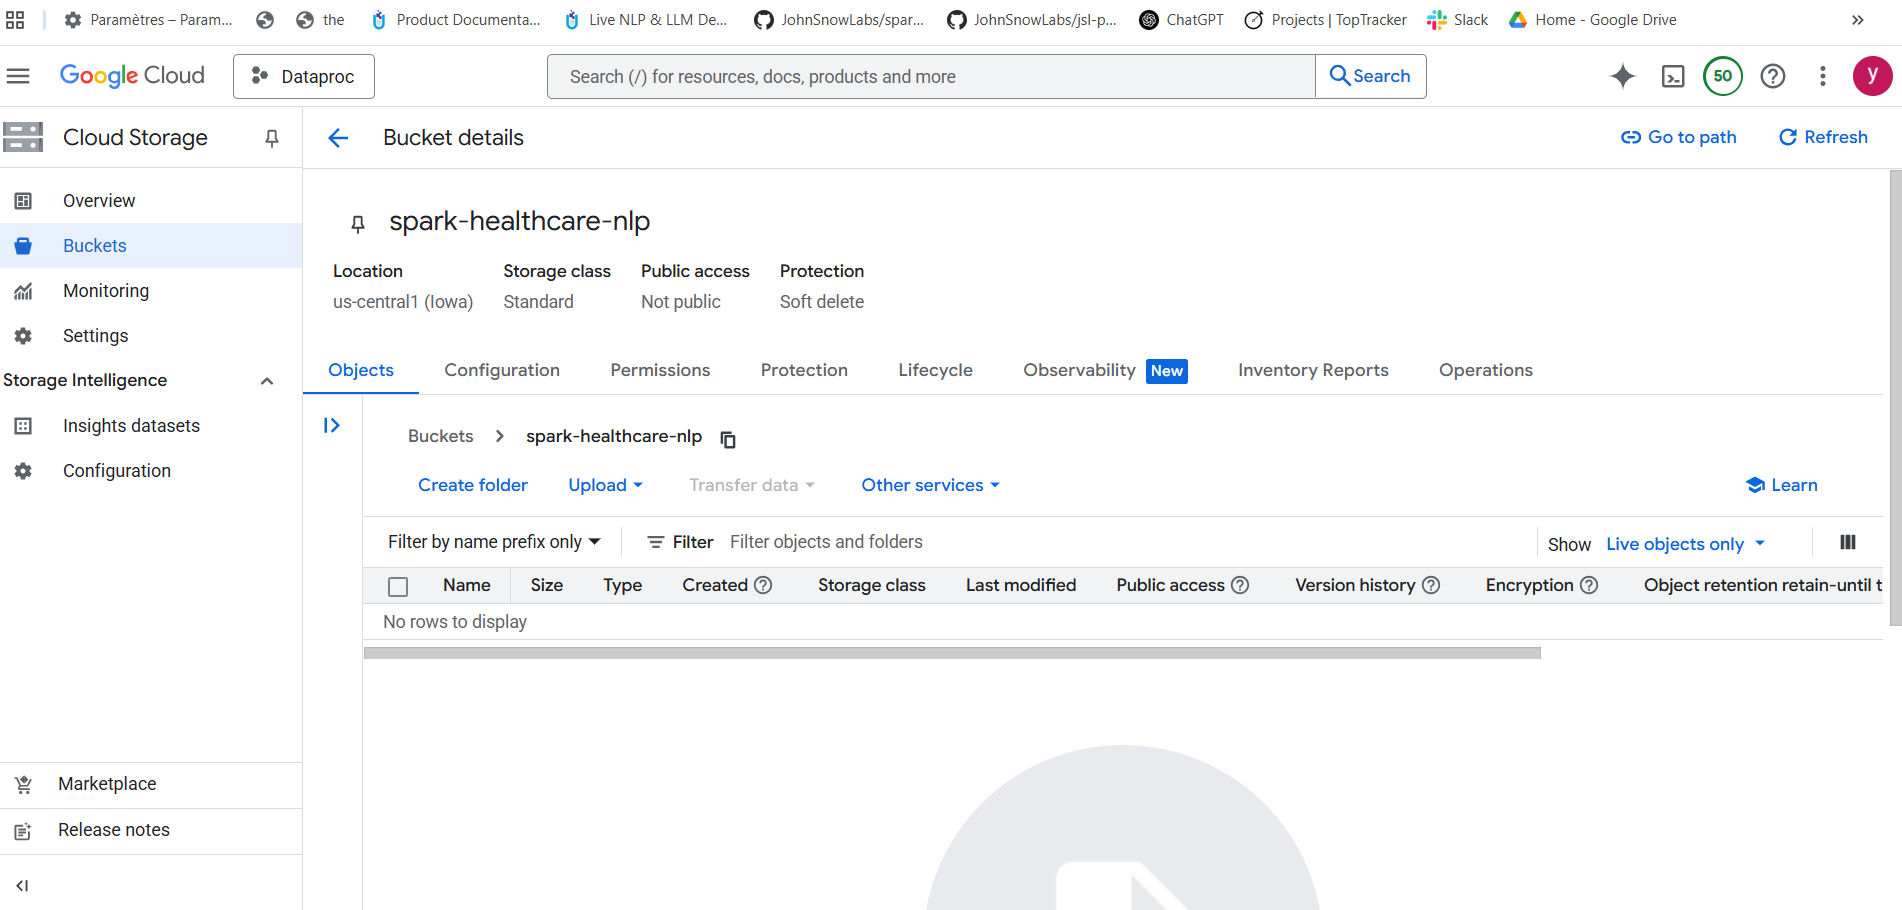 Paramètres – Param... the Product Documenta... Live NLP & LLM De... JohnSnowLabs/spar... JohnSnowLabs/jsl-p... ChatGPT Projects | TopTracker Slack Home - Google Drive
Google Cloud Dataproc Search (/) for resources, docs, products and more Search 50 y
Cloud Storage
Overview
Buckets
Monitoring
Settings
Storage Intelligence
Insights datasets
Configuration
Marketplace
Release notes
Bucket details Go to path Refresh
spark-healthcare-nlp
Location Storage class Public access Protection
us-central1 (Iowa) Standard Not public Soft delete
Objects Configuration Permissions Protection Lifecycle Observability New Inventory Reports Operations
Buckets spark-healthcare-nlp
Create folder Upload Transfer data Other services Learn
Filter by name prefix only Filter Filter objects and folders Show Live objects only
Name Size Type Created Storage class Last modified Public access Version history Encryption Object retention retain-until t
No rows to display